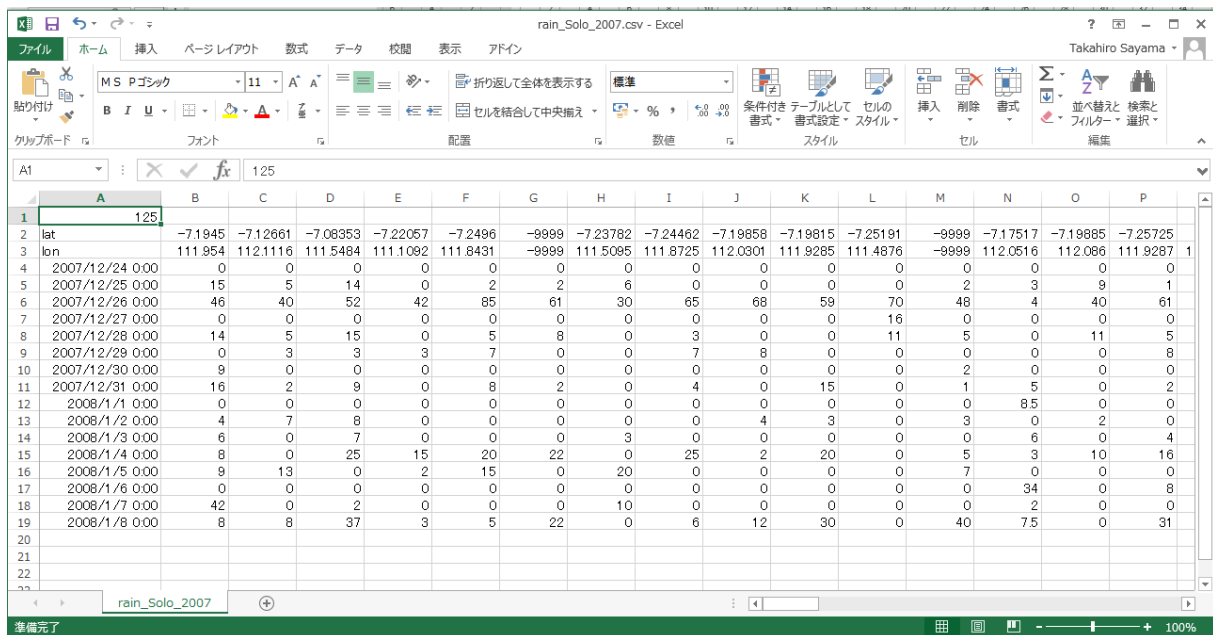 rain_Solo_2007.csv - Excel
ファイル ホーム 挿入 ページ レイアウト 数式 データ 校閲 表示 アドイン Takahiro Sayama
貼り付け MS Pゴシック 11 A A 折り返して全体を表示する 標準 条件付き 書式 テーブルとして 書式設定 セルの スタイル 挿入 削除 書式 Σ 並べ替えと フィルター 検索と 選択
B I U A セルを結合して中央揃え % ,
クリップボード フォント 配置 数値 スタイル セル 編集
A1 fx 125
A B C D E F G H I J K L M N O P
1 125
2 lat -7.1945 -7.12661 -7.08353 -7.22057 -7.2496 -9999 -7.23782 -7.24462 -7.19858 -7.19815 -7.25191 -9999 -7.17517 -7.19885 -7.25725
3 lon 111.954 112.1116 111.5484 111.1092 111.8431 -9999 111.5095 111.8725 112.0301 111.9285 111.4876 -9999 112.0516 112.086 111.9287 1
4 2007/12/24 0:00 0 0 0 0 0 0 0 0 0 0 0 0 0 0 0
5 2007/12/25 0:00 15 5 14 0 2 2 6 0 0 0 0 2 3 9 1
6 2007/12/26 0:00 46 40 52 42 85 61 30 65 68 59 70 48 4 40 61
7 2007/12/27 0:00 0 0 0 0 0 0 0 0 0 0 16 0 0 0 0
8 2007/12/28 0:00 14 5 15 0 5 8 0 3 0 0 11 5 0 11 5
9 2007/12/29 0:00 0 3 3 3 7 0 0 7 8 0 0 0 0 0 8
10 2007/12/30 0:00 9 0 0 0 0 0 0 0 0 0 0 2 0 0 0
11 2007/12/31 0:00 16 2 9 0 8 2 0 4 0 15 0 1 5 0 2
12 2008/1/1 0:00 0 0 0 0 0 0 0 0 0 0 0 0 8.5 0 0
13 2008/1/2 0:00 4 7 8 0 0 0 0 0 4 3 0 3 0 2 0
14 2008/1/3 0:00 6 0 7 0 0 0 3 0 0 0 0 0 6 0 4
15 2008/1/4 0:00 8 0 25 15 20 22 0 25 2 20 0 5 3 10 16
16 2008/1/5 0:00 9 13 0 2 15 0 20 0 0 0 0 7 0 0 0
17 2008/1/6 0:00 0 0 0 0 0 0 0 0 0 0 0 0 34 0 8
18 2008/1/7 0:00 42 0 2 0 0 0 10 0 0 0 0 0 2 0 0
19 2008/1/8 0:00 8 8 37 3 5 22 0 6 12 30 0 40 7.5 0 31
20
21
22
rain_Solo_2007
準備完了 100%